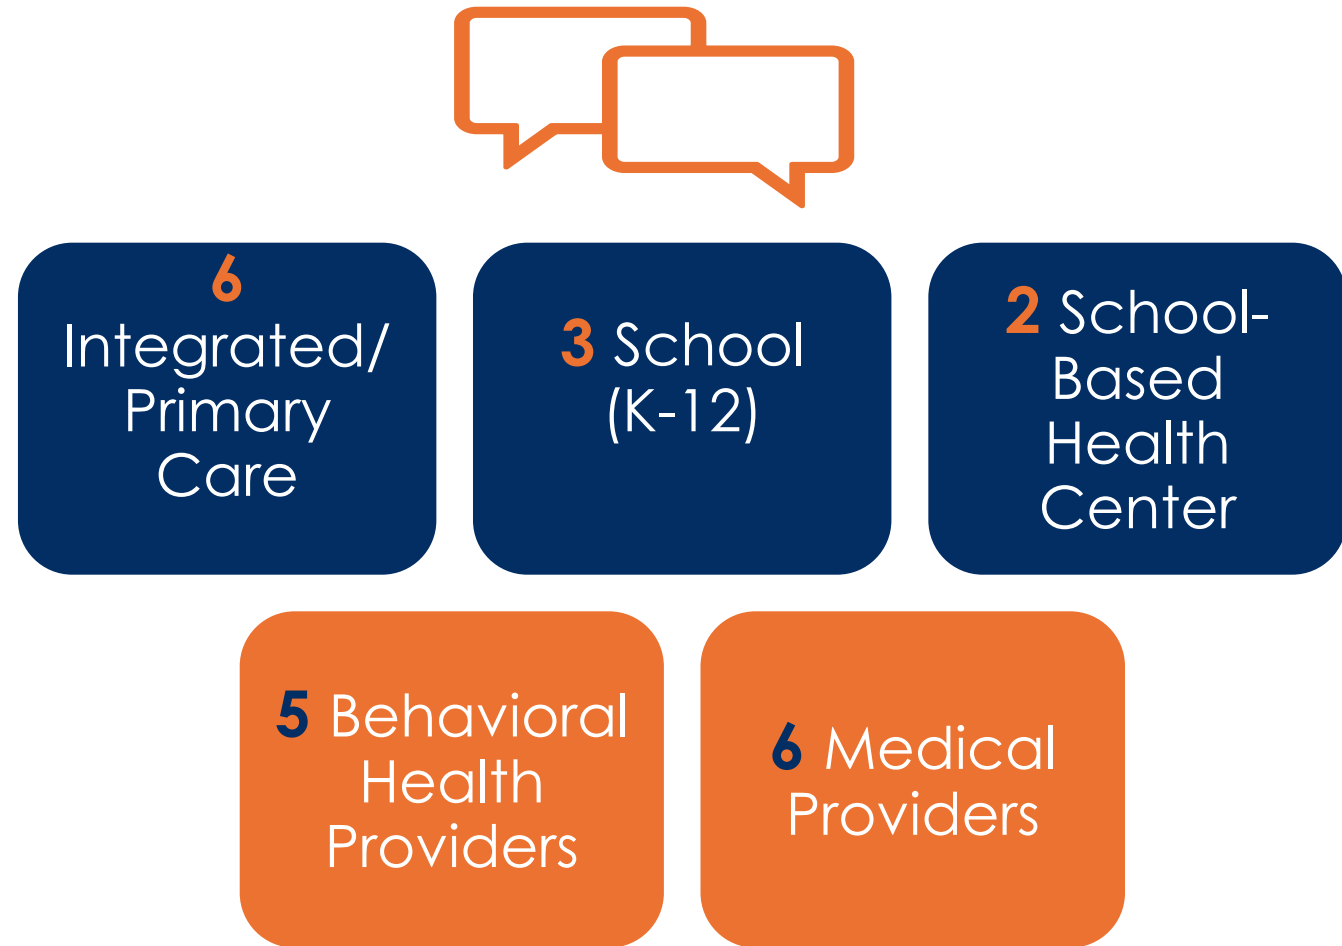 6
Integrated/
Primary
Care
3 School
(K-12)
2 School-
Based
Health
Center
5 Behavioral
Health
Providers
6 Medical
Providers